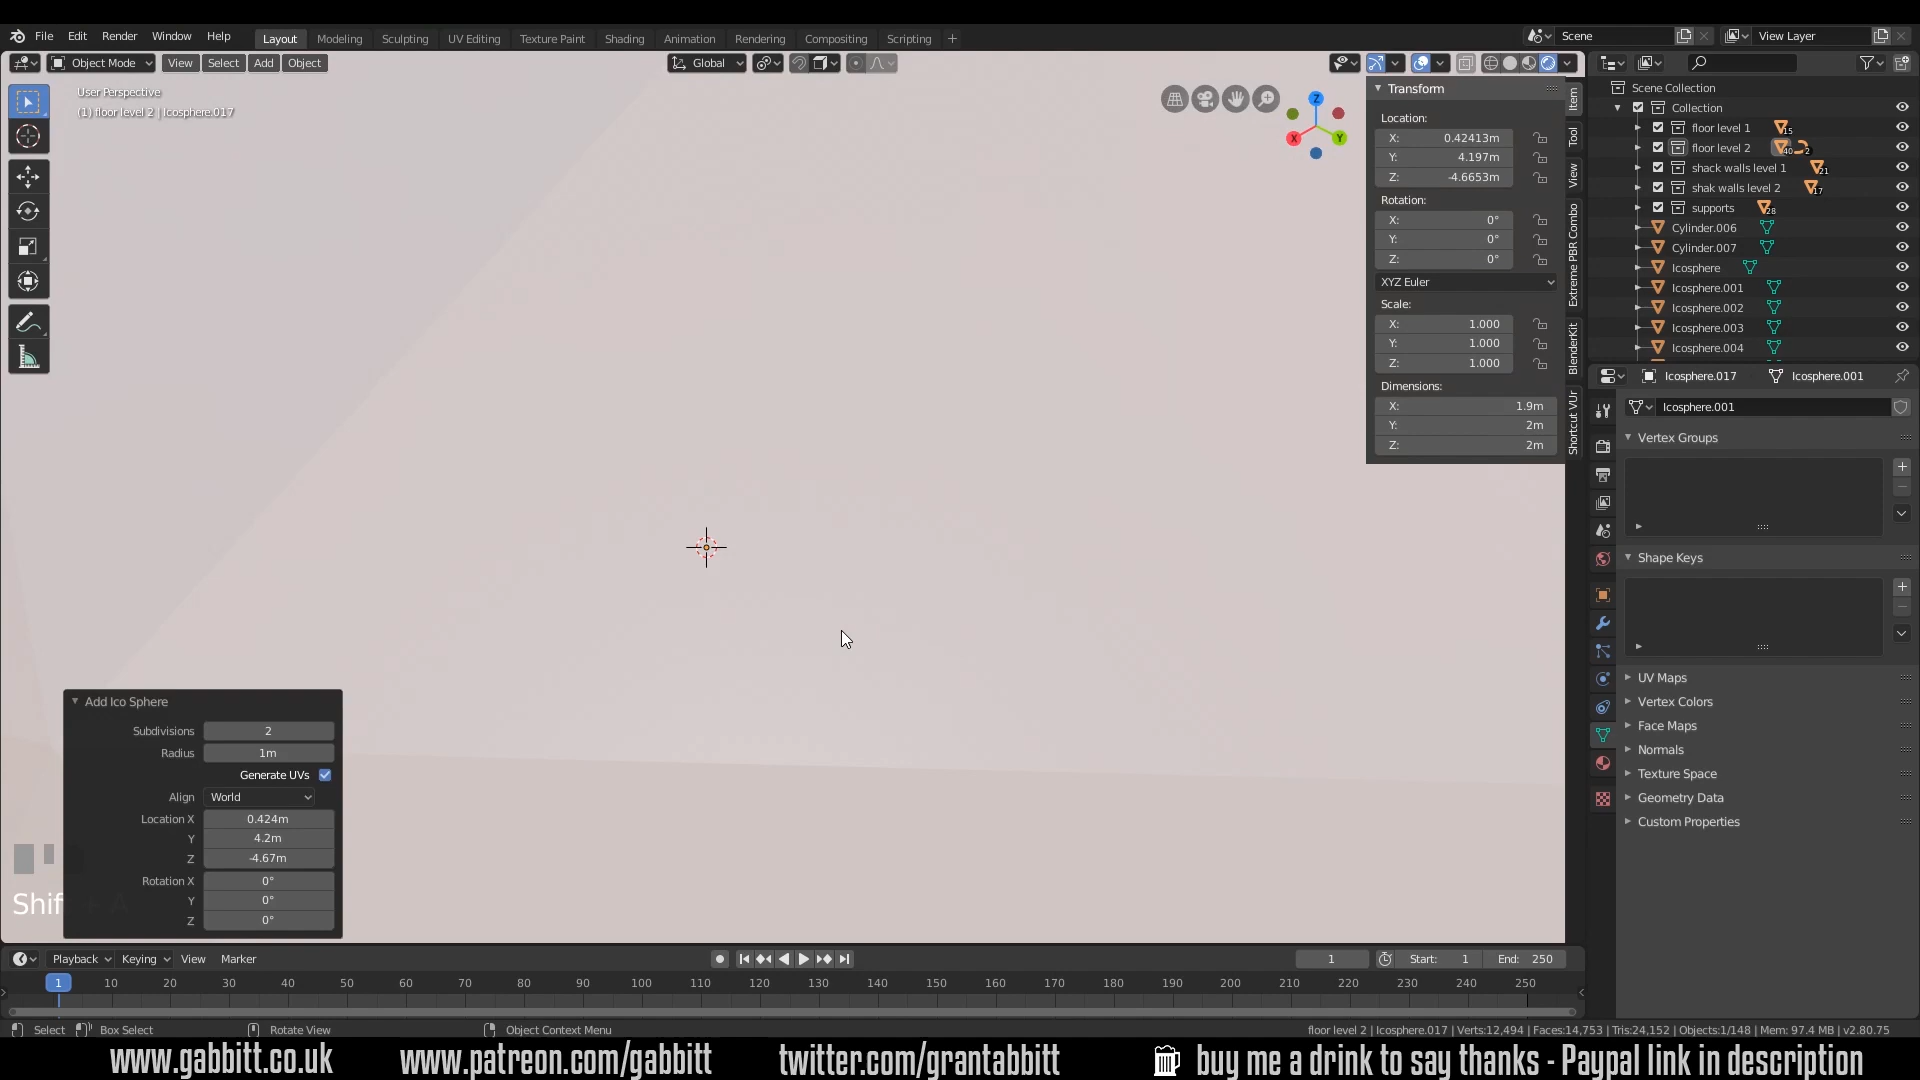 File Edit Render Window Help
Layout Modeling Sculpting UV Editing Texture Paint Shading Animation Rendering Compositing Scripting +
Scene View Layer
Object Mode View Select Add Object
Global
User Perspective
(1) floor level 2 | Icosphere.017
Z
X Y
Transform
Location:
X: 0.42413m
Y: 4.197m
Z: -4.6653m
Rotation:
X: 0°
Y: 0°
Z: 0°
XYZ Euler
Scale:
X: 1.000
Y: 1.000
Z: 1.000
Dimensions:
X: 1.9m
Y: 2m
Z: 2m
Item
Tool
View
Extreme PBR Combo
BlenderKit
Shortcut VUr
Scene Collection
Collection
floor level 1 15
floor level 2 40 2
shack walls level 1 21
shak walls level 2 17
supports 28
Cylinder.006
Cylinder.007
Icosphere
Icosphere.001
Icosphere.002
Icosphere.003
Icosphere.004
Icosphere.017 Icosphere.001
Icosphere.001
Vertex Groups
Shape Keys
UV Maps
Vertex Colors
Face Maps
Normals
Texture Space
Geometry Data
Custom Properties
Add Ico Sphere
Subdivisions 2
Radius 1m
Generate UVs
Align World
Location X 0.424m
Y 4.2m
Z -4.67m
Rotation X 0°
Y 0°
Z 0°
Playback Keying View Marker
1 Start: 1 End: 250
1 10 20 30 40 50 60 70 80 90 100 110 120 130 140 150 160 170 180 190 200 210 220 230 240 250
Select Box Select Rotate View Object Context Menu
floor level 2 | Icosphere.017 | Verts:12,494 | Faces:14,753 | Tris:24,152 | Objects:1/148 | Mem: 97.4 MB | v2.80.75
www.gabbitt.co.uk www.patreon.com/gabbitt twitter.com/grantabbitt buy me a drink to say thanks - Paypal link in description